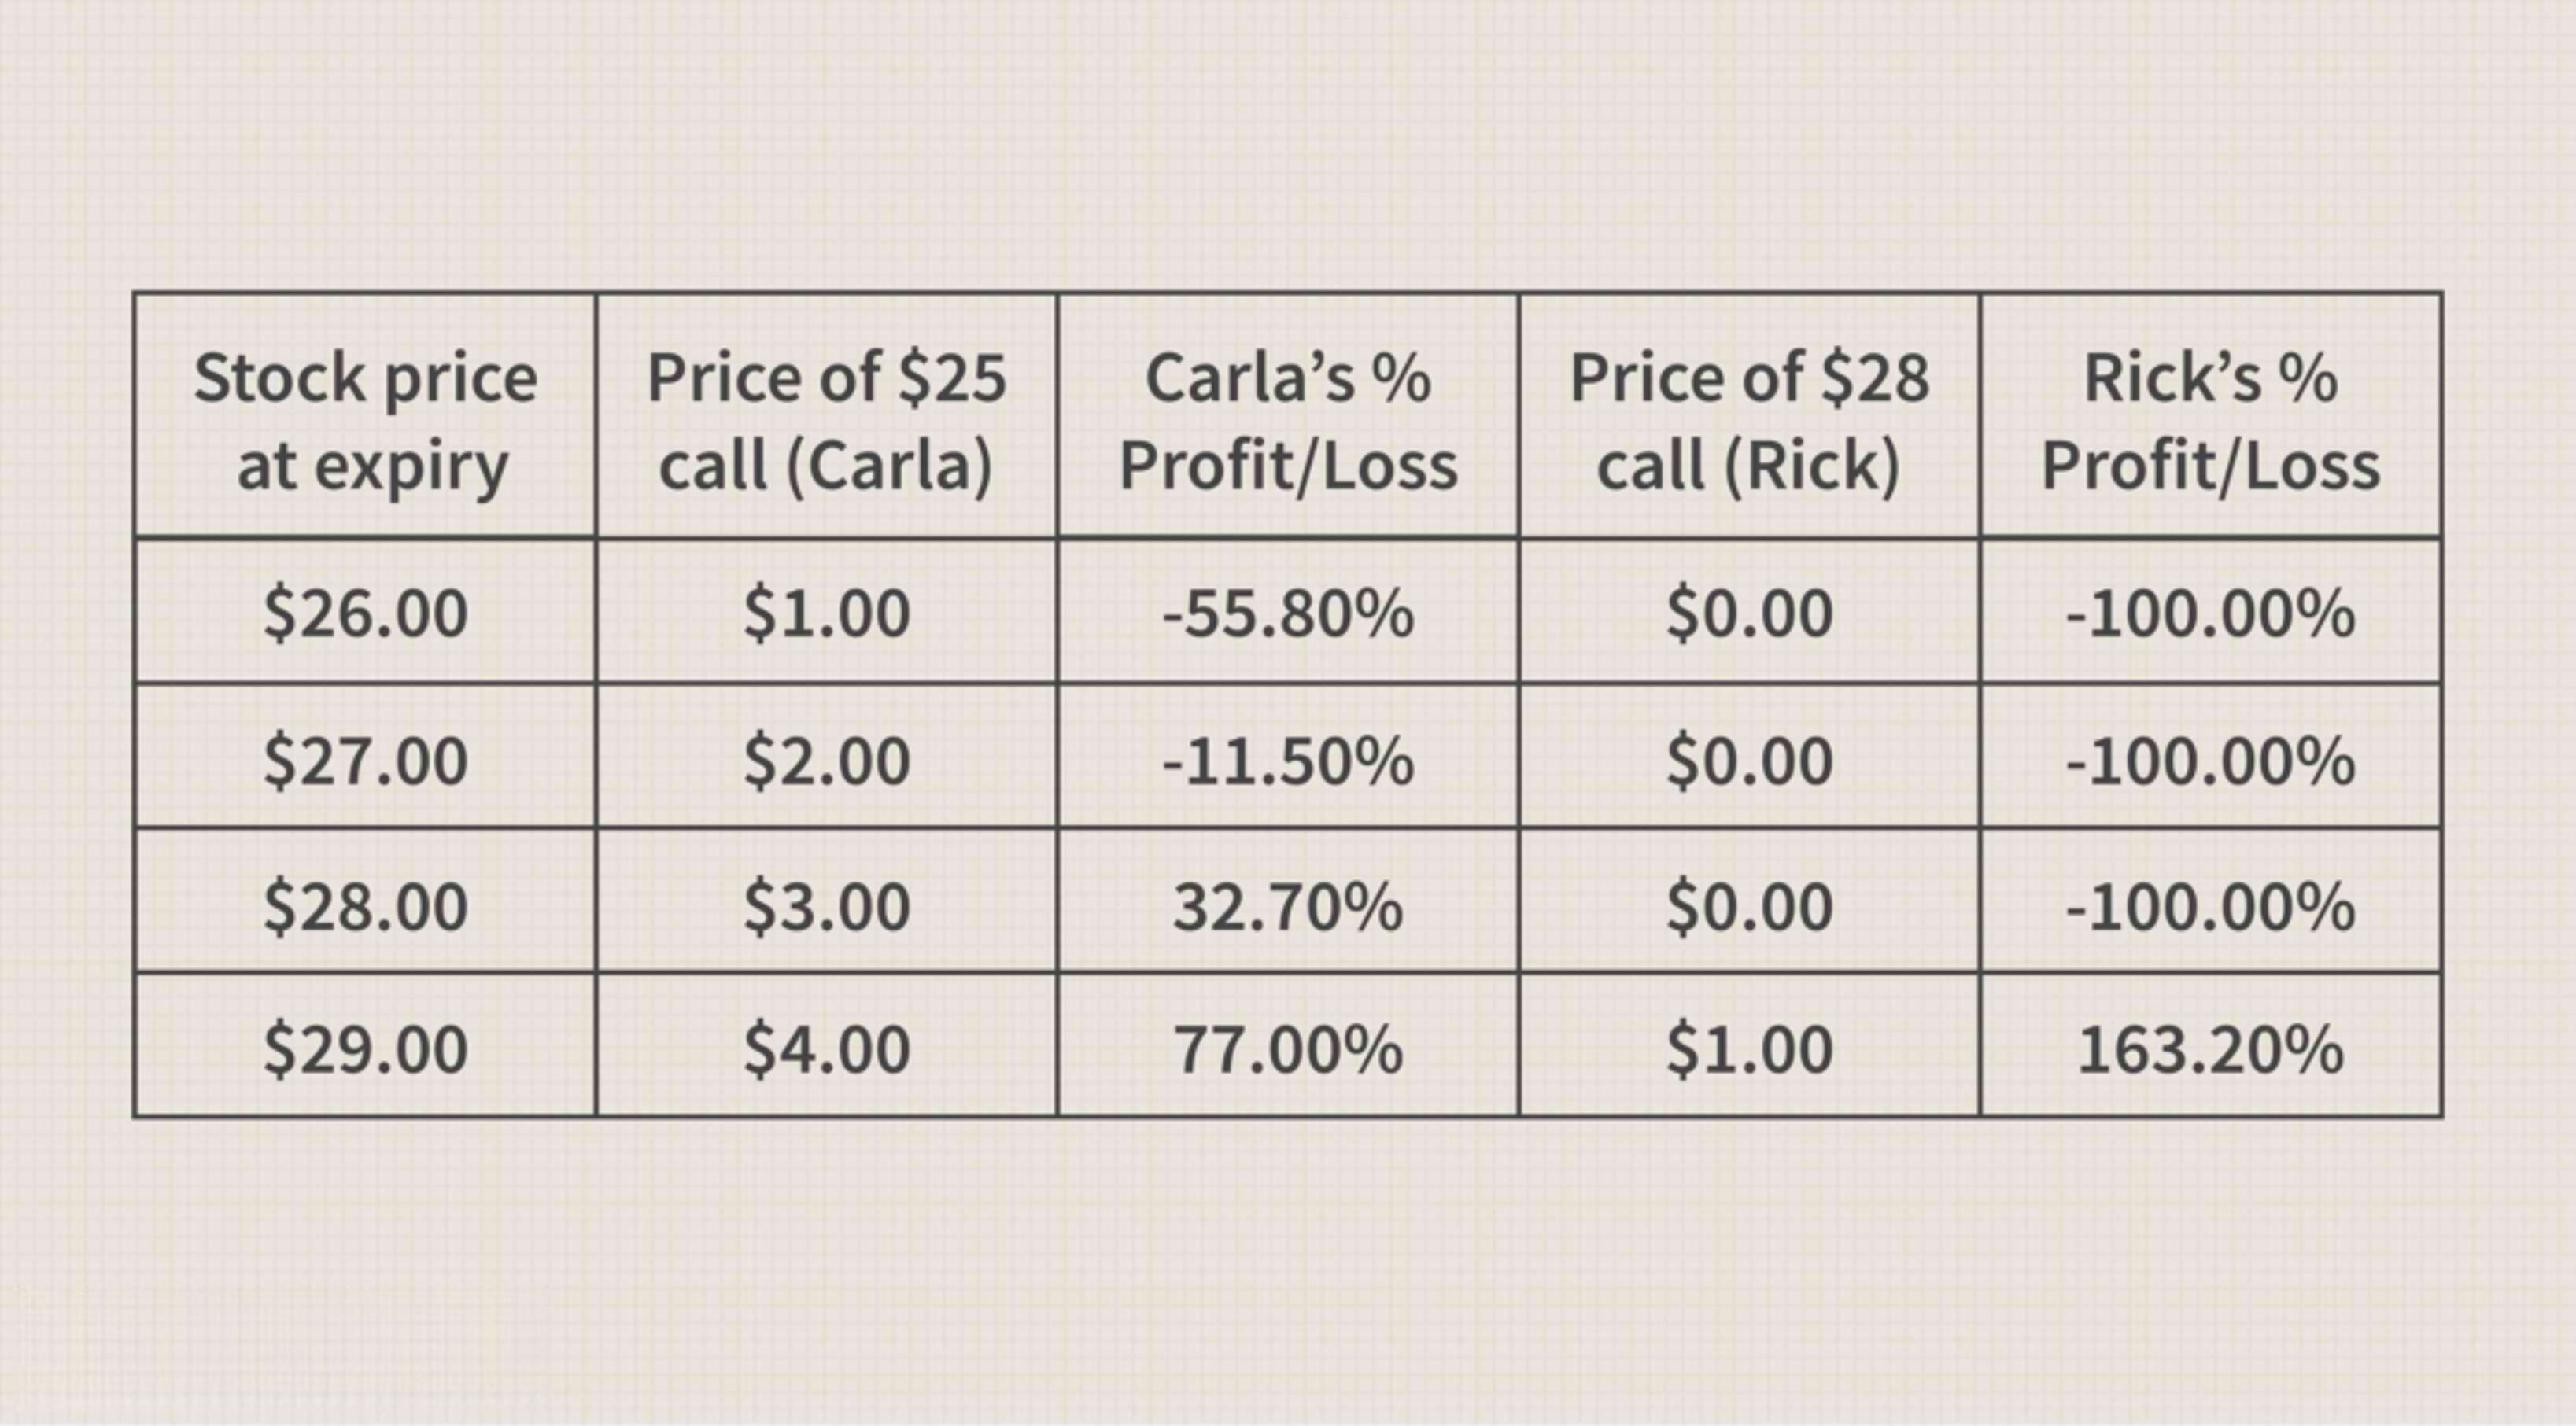 Stock price
at expiry
Price of $25
call (Carla)
Carla’s %
Profit/Loss
Price of $28
call (Rick)
Rick’s %
Profit/Loss
$26.00 $1.00 -55.80% $0.00 -100.00%
$27.00 $2.00 -11.50% $0.00 -100.00%
$28.00 $3.00 32.70% $0.00 -100.00%
$29.00 $4.00 77.00% $1.00 163.20%